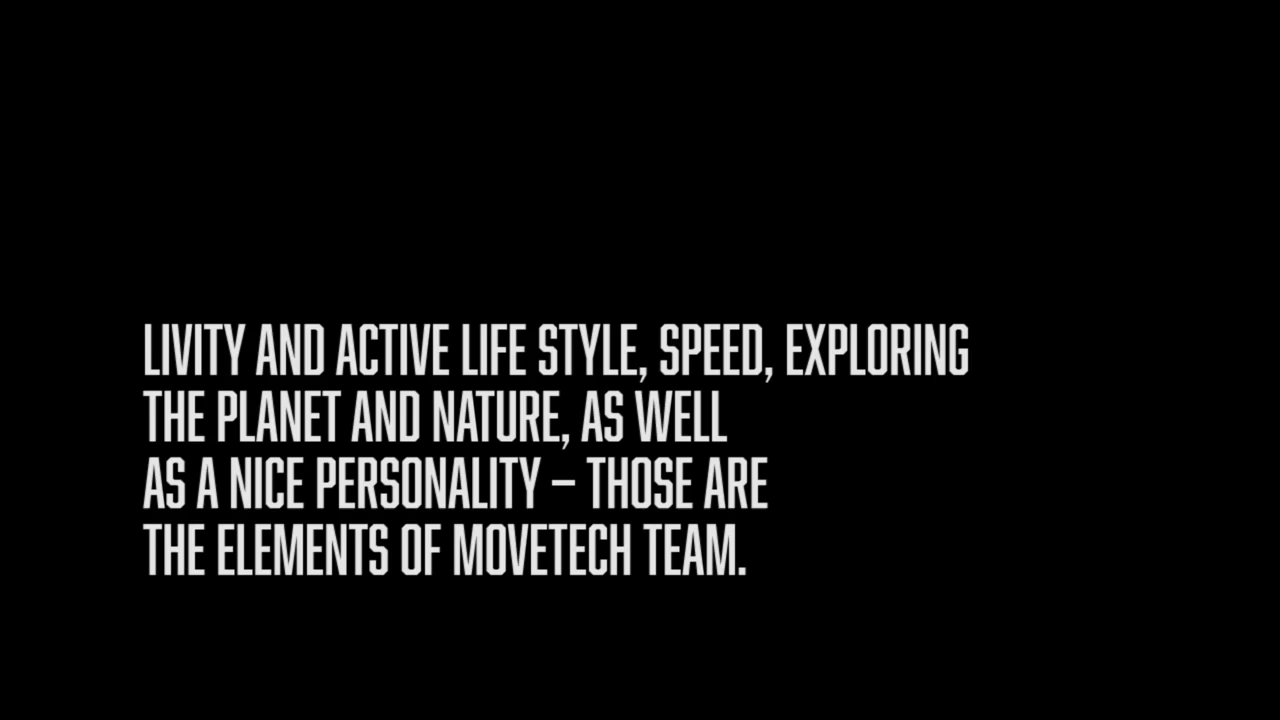 LIVITY AND ACTIVE LIFE STYLE, SPEED, EXPLORING
THE PLANET AND NATURE, AS WELL
AS A NICE PERSONALITY – THOSE ARE
THE ELEMENTS OF MOVETECH TEAM.